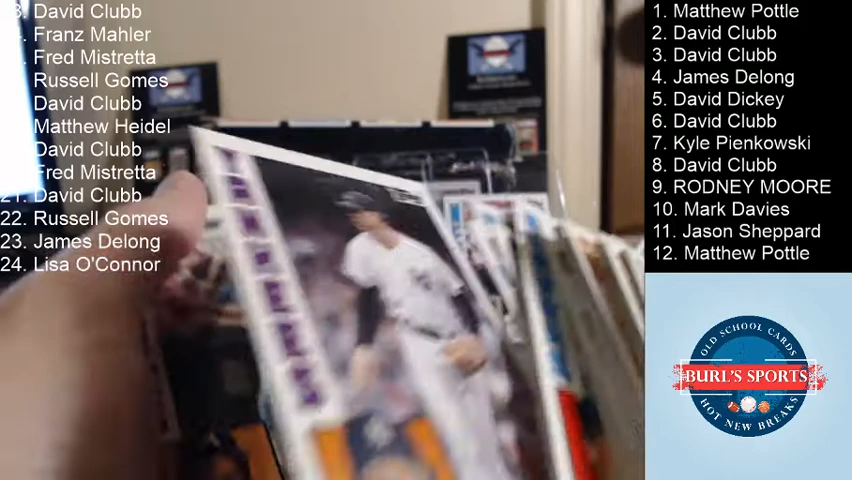 3. David Clubb
. Franz Mahler
. Fred Mistretta
Russell Gomes
David Clubb
Matthew Heidel
David Clubb
Fred Mistretta
21. David Clubb
22. Russell Gomes
23. James Delong
24. Lisa O'Connor
1. Matthew Pottle
2. David Clubb
3. David Clubb
4. James Delong
5. David Dickey
6. David Clubb
7. Kyle Pienkowski
8. David Clubb
9. RODNEY MOORE
10. Mark Davies
11. Jason Sheppard
12. Matthew Pottle
OLD SCHOOL CARDS
BURL'S SPORTS
HOT NEW BREAKS